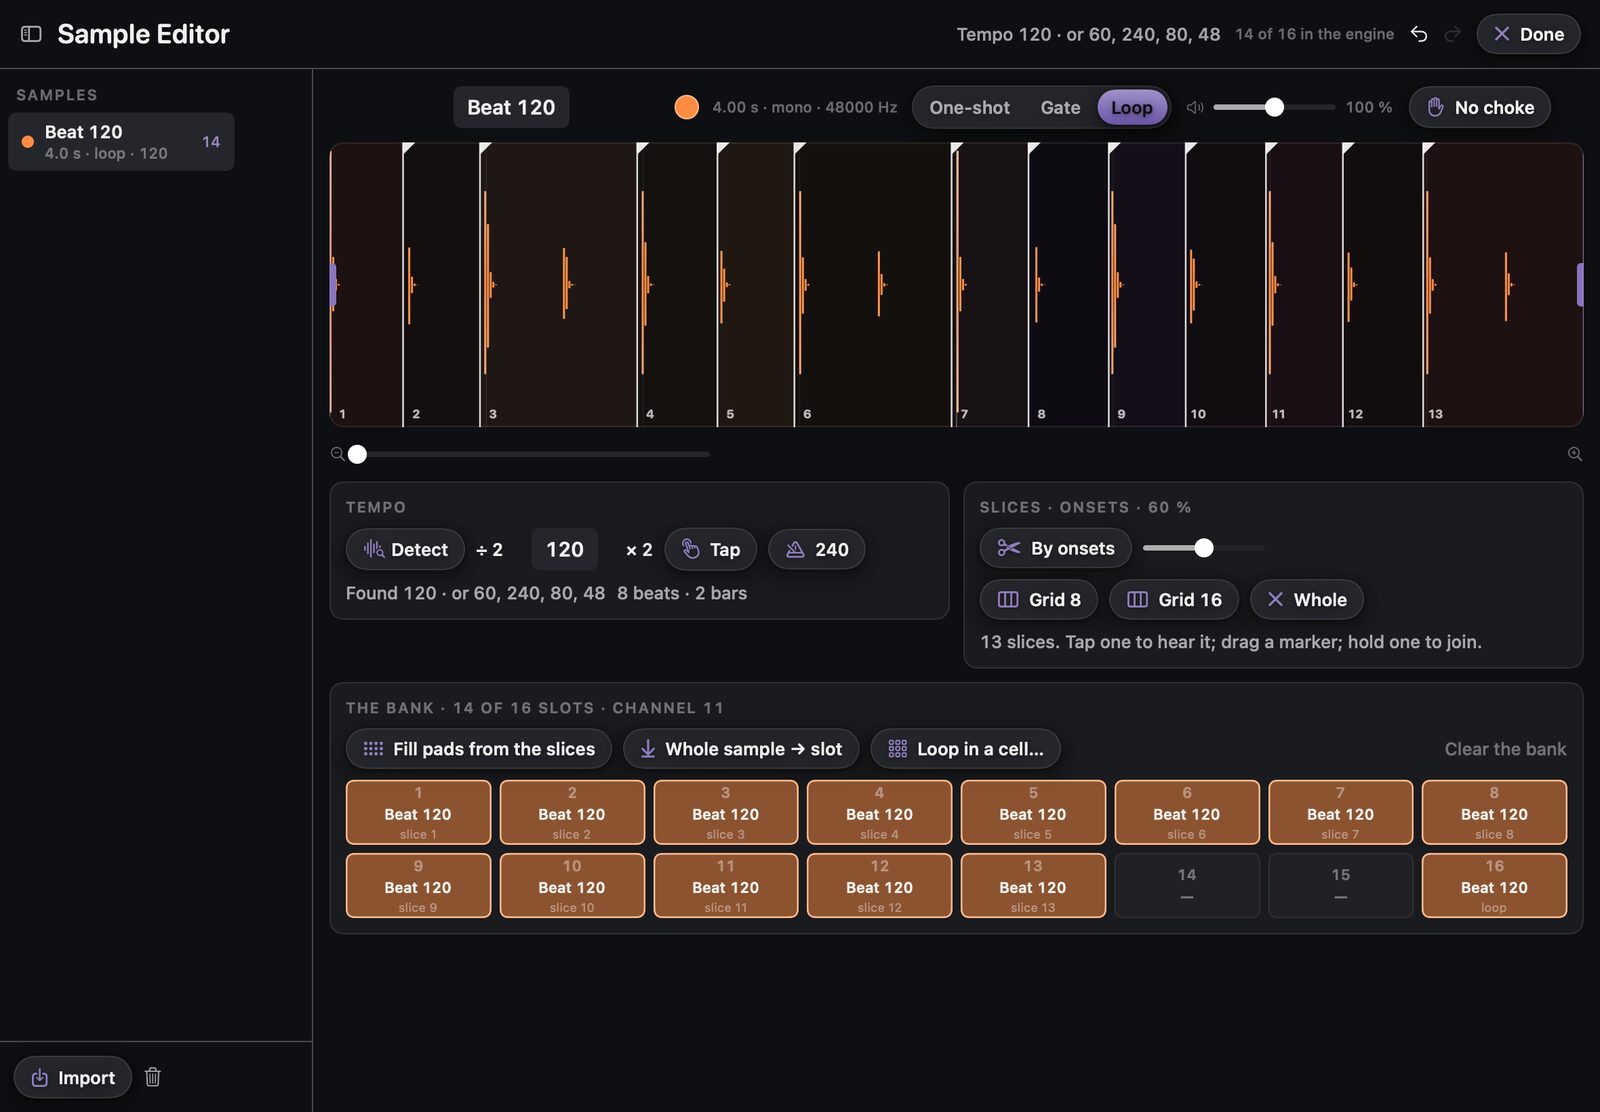 Sample Editor
Tempo 120 · or 60, 240, 80, 48
14 of 16 in the engine
Done
SAMPLES
Beat 120
4.0 s · loop · 120
14
Beat 120
4.00 s · mono · 48000 Hz
One-shot
Gate
Loop
100 %
No choke
1
2
3
4
5
6
7
8
9
10
11
12
13
TEMPO
Detect
÷ 2
120
× 2
Tap
240
Found 120 · or 60, 240, 80, 48 8 beats · 2 bars
SLICES · ONSETS · 60 %
By onsets
Grid 8
Grid 16
Whole
13 slices. Tap one to hear it; drag a marker; hold one to join.
THE BANK · 14 OF 16 SLOTS · CHANNEL 11
Fill pads from the slices
Whole sample → slot
Loop in a cell...
Clear the bank
1
Beat 120
slice 1
2
Beat 120
slice 2
3
Beat 120
slice 3
4
Beat 120
slice 4
5
Beat 120
slice 5
6
Beat 120
slice 6
7
Beat 120
slice 7
8
Beat 120
slice 8
9
Beat 120
slice 9
10
Beat 120
slice 10
11
Beat 120
slice 11
12
Beat 120
slice 12
13
Beat 120
slice 13
14
—
15
—
16
Beat 120
loop
Import